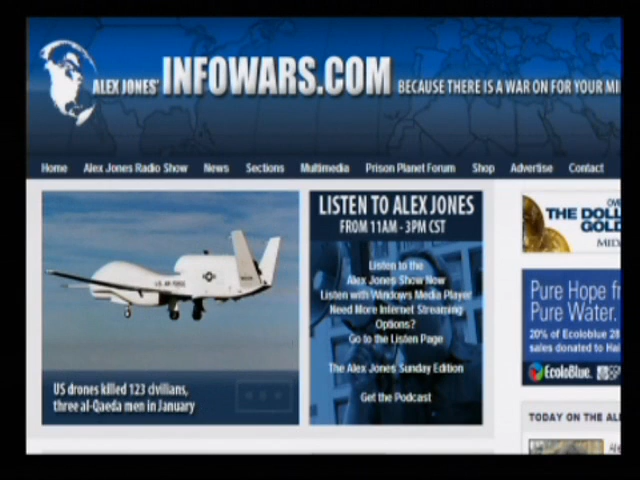 ALEX JONES' INFOWARS.COM BECAUSE THERE IS A WAR ON FOR YOUR MI
Home Alex Jones Radio Show News Sections Multimedia Prison Planet Forum Shop Advertise Contact
U.S. AIR FORCE
US drones killed 123 civilians,
three al-Qaeda men in January
LISTEN TO ALEX JONES
FROM 11AM - 3PM CST
Listen to the
Alex Jones Show Now
Listen with Windows Media Player
Need More Internet Streaming
Options?
Go to the Listen Page
The Alex Jones Sunday Edition
Get the Podcast
OVE
THE DOLL
GOLD
MID
Pure Hope fr
Pure Water.
20% of Ecoloblue 28
sales donated to Hai
EcoloBlue
TODAY ON THE AL